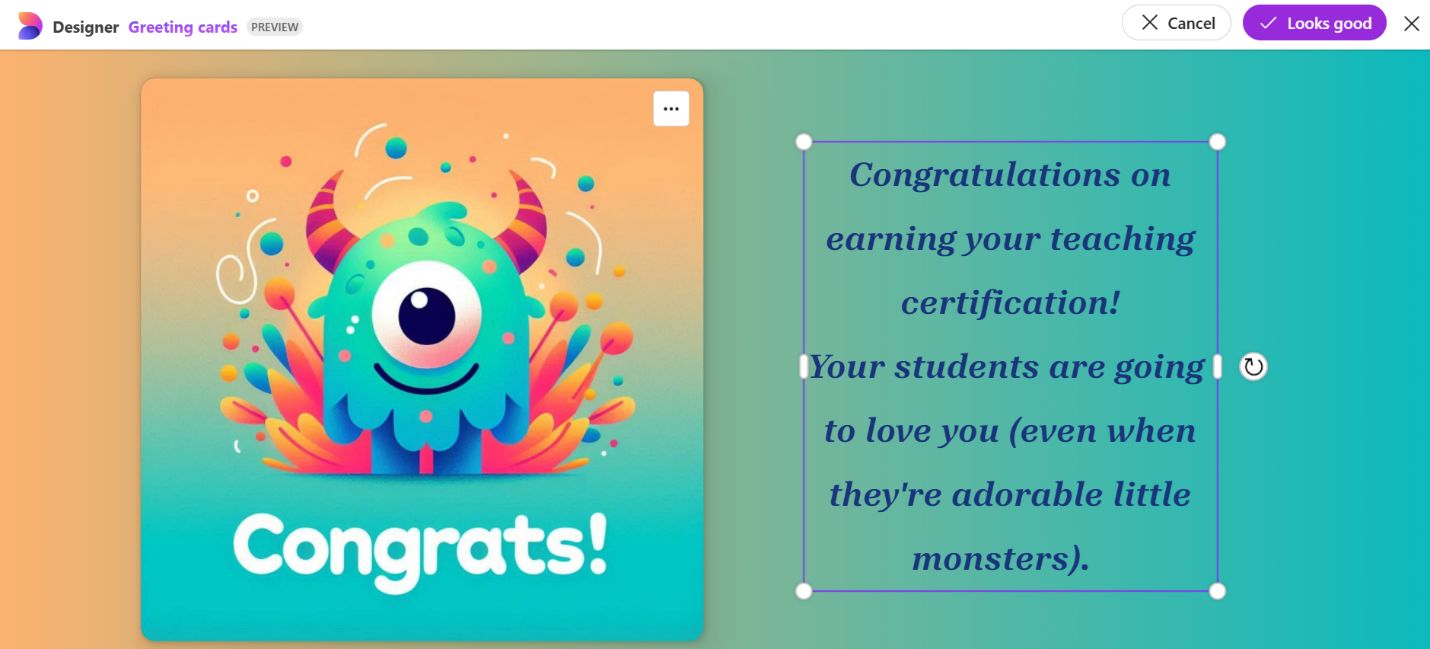 Designer Greeting cards PREVIEW
Cancel
Looks good
Congrats!
Congratulations on
earning your teaching
certification!
Your students are going
to love you (even when
they're adorable little
monsters).